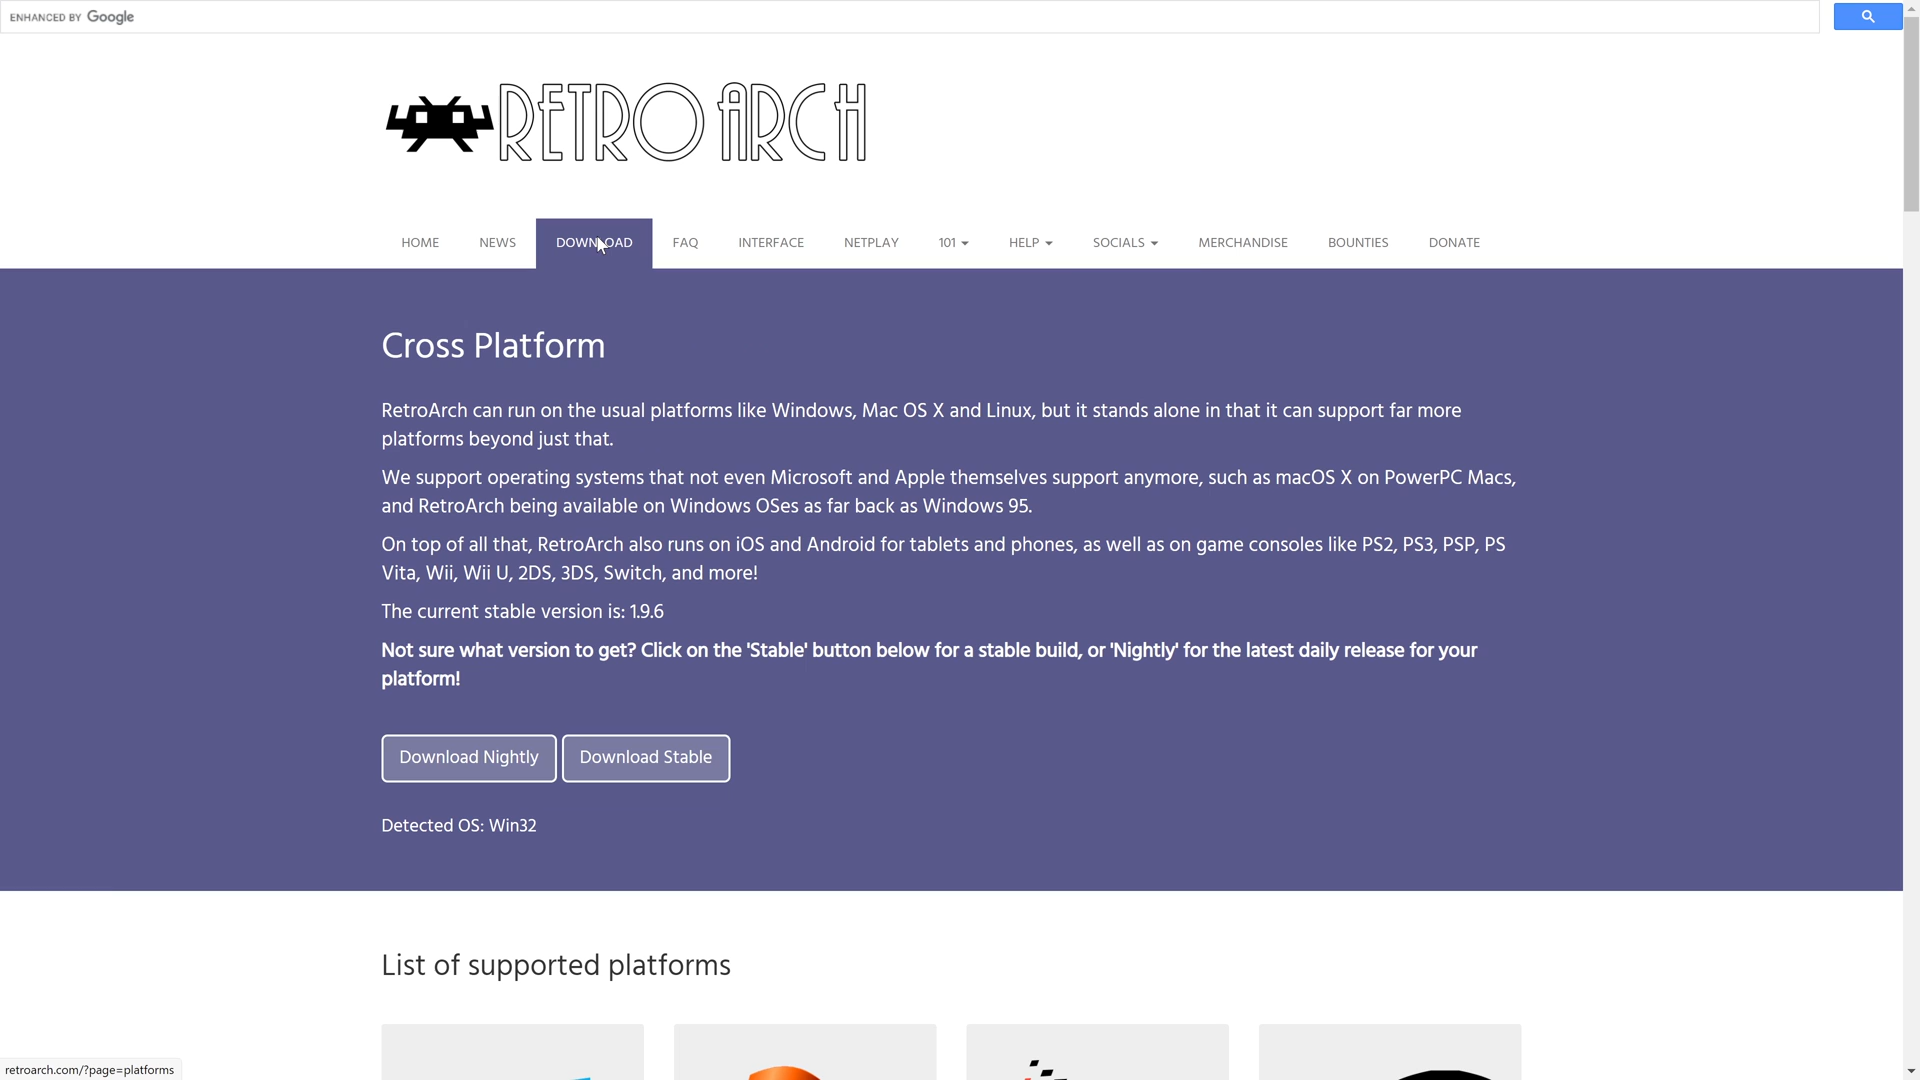 ENHANCED BY Google
RETROARCH
HOME NEWS DOWNLOAD FAQ INTERFACE NETPLAY 101 HELP SOCIALS MERCHANDISE BOUNTIES DONATE
Cross Platform
RetroArch can run on the usual platforms like Windows, Mac OS X and Linux, but it stands alone in that it can support far more
platforms beyond just that.
We support operating systems that not even Microsoft and Apple themselves support anymore, such as macOS X on PowerPC Macs,
and RetroArch being available on Windows OSes as far back as Windows 95.
On top of all that, RetroArch also runs on iOS and Android for tablets and phones, as well as on game consoles like PS2, PS3, PSP, PS
Vita, Wii, Wii U, 2DS, 3DS, Switch, and more!
The current stable version is: 1.9.6
Not sure what version to get? Click on the 'Stable' button below for a stable build, or 'Nightly' for the latest daily release for your
platform!
Download Nightly Download Stable
Detected OS: Win32
List of supported platforms
retroarch.com/?page=platforms